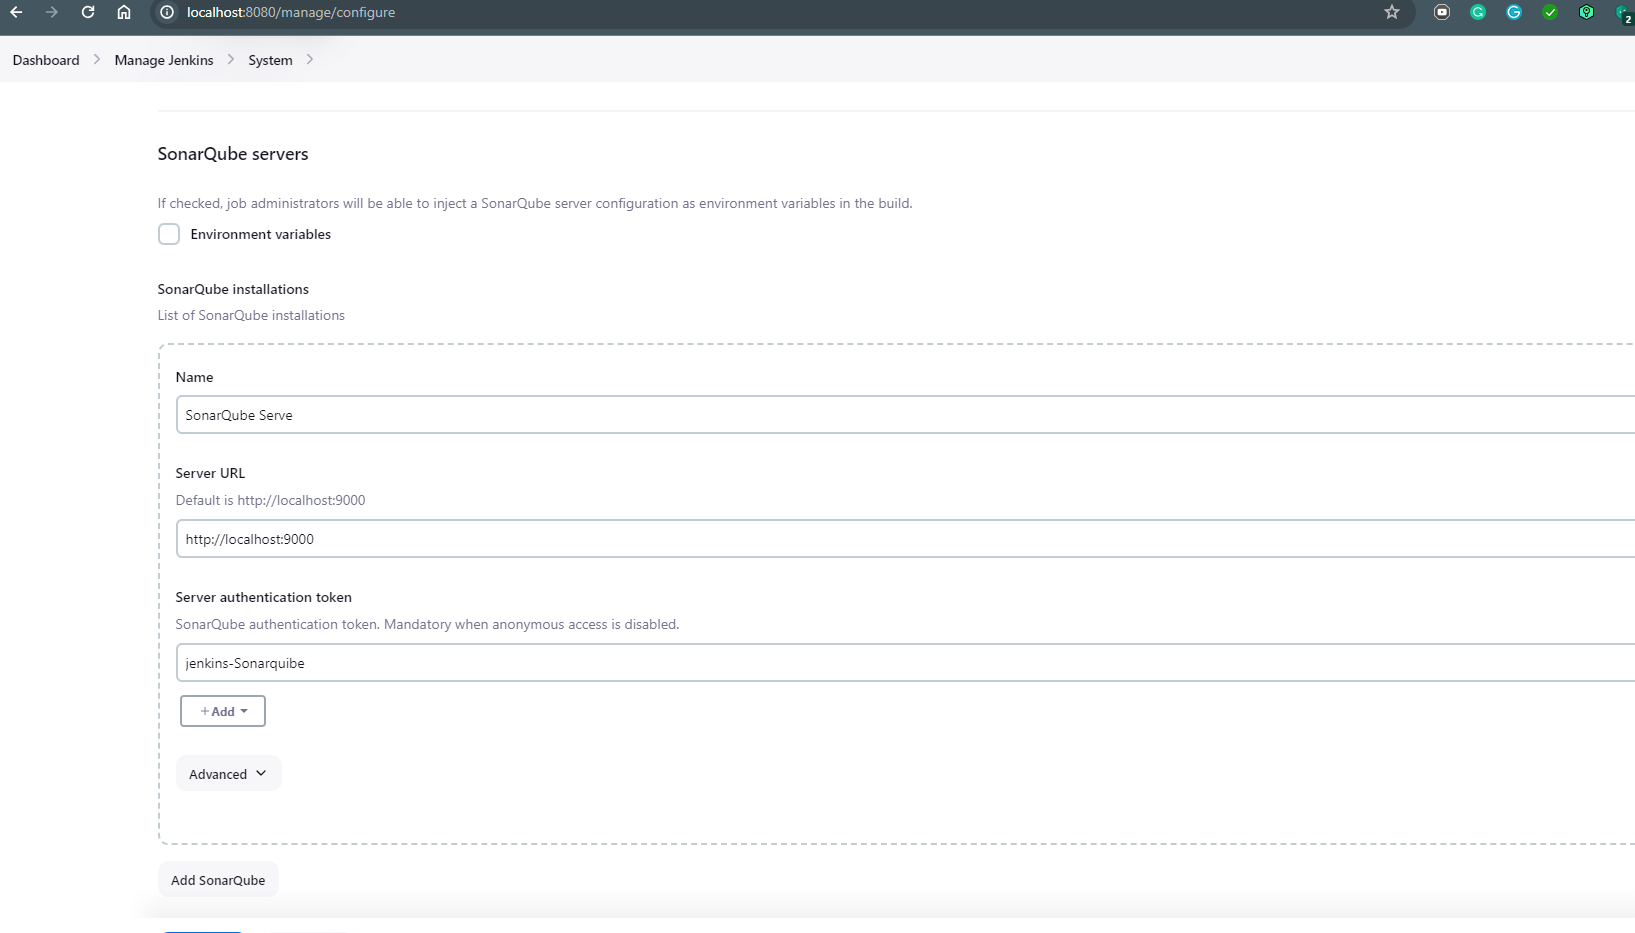 localhost:8080/manage/configure
2
Dashboard Manage Jenkins System
SonarQube servers
If checked, job administrators will be able to inject a SonarQube server configuration as environment variables in the build.
Environment variables
SonarQube installations
List of SonarQube installations
Name
SonarQube Serve
Server URL
Default is http://localhost:9000
http://localhost:9000
Server authentication token
SonarQube authentication token. Mandatory when anonymous access is disabled.
jenkins-Sonarquibe
+ Add
Advanced
Add SonarQube